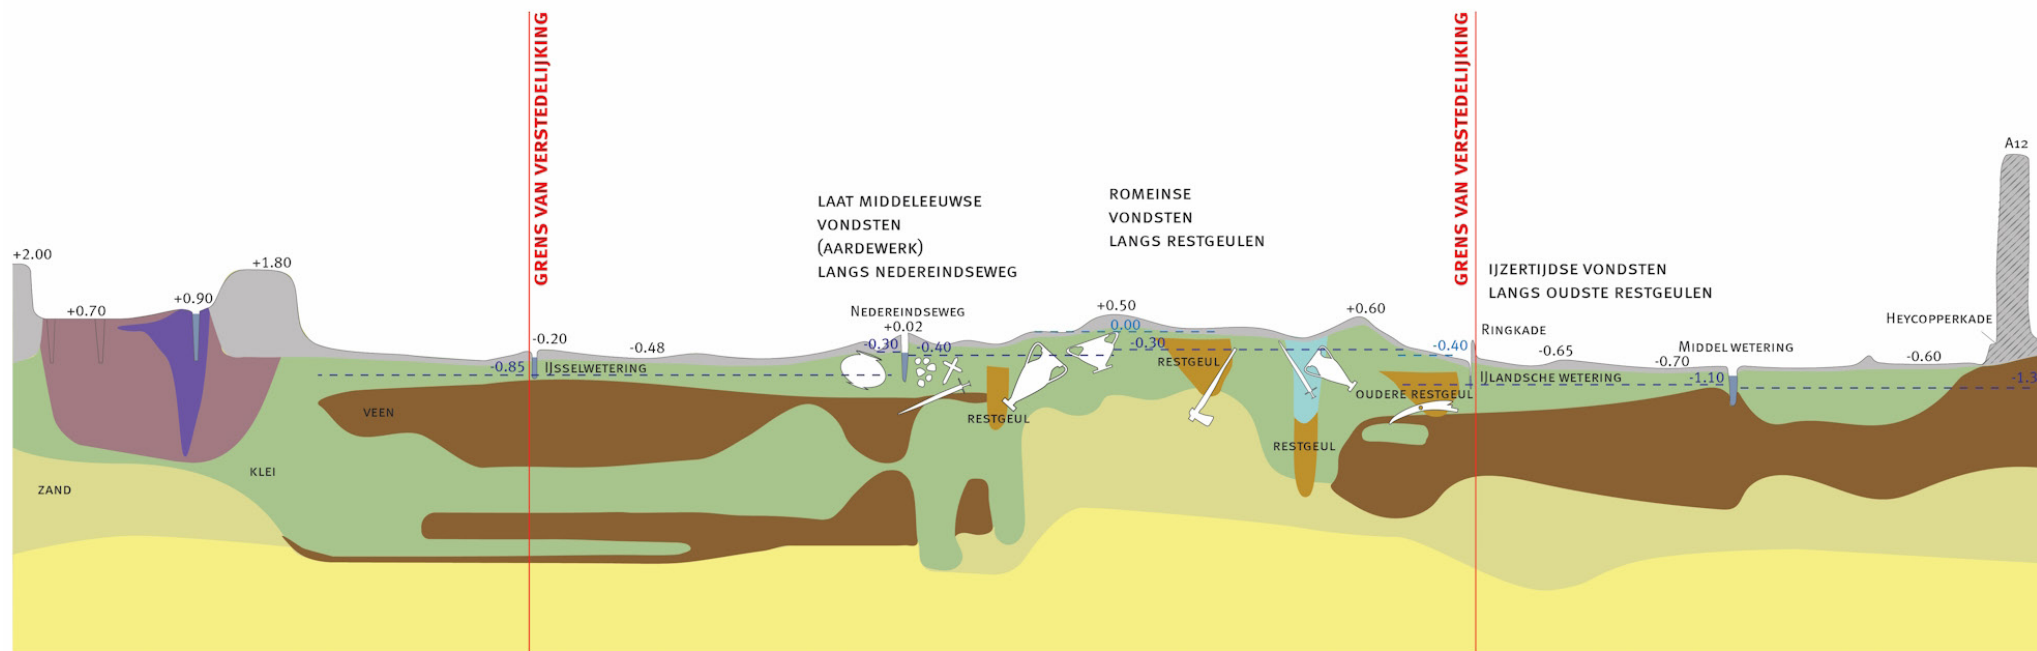 GRENS VAN VERSTEDELIJKING
GRENS VAN VERSTEDELIJKING
A12
LAAT MIDDELEEUWSE
VONDSTEN
(AARDEWERK)
LANGS NEDEREINDSEWEG
ROMEINSE
VONDSTEN
LANGS RESTGEULEN
IJZERTIJDSE VONDSTEN
LANGS OUDSTE RESTGEULEN
+2.00
+1.80
+0.90
+0.70
-0.20
-0.48
-0.85
IJSSELWETERING
NEDEREINDSEWEG
+0.02
-0.30
-0.40
+0.50
0.00
-0.30
+0.60
-0.40
RINGKADE
-0.65
-0.70
MIDDELWETERING
-1.10
HEYCOPPERKADE
-0.60
-1.3
IJLANDSCHE WETERING
RESTGEUL
OUDERE RESTGEUL
RESTGEUL
RESTGEUL
VEEN
KLEI
ZAND